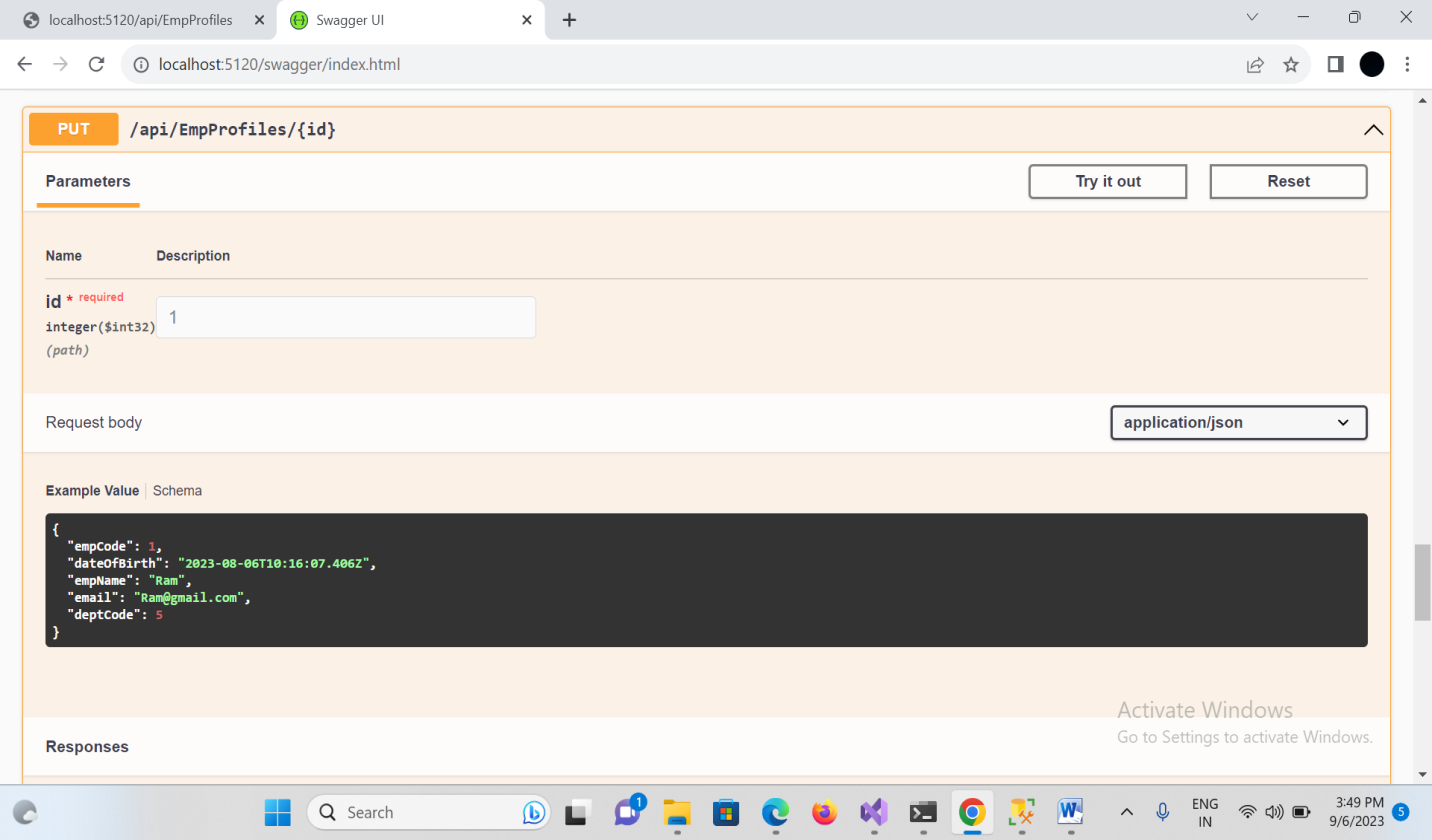 localhost:5120/api/EmpProfiles
Swagger UI
localhost:5120/swagger/index.html
PUT /api/EmpProfiles/{id}
Parameters
Try it out
Reset
Name Description
id * required
1
integer($int32)
(path)
Request body
application/json
Example Value Schema
{
"empCode": 1,
"dateOfBirth": "2023-08-06T10:16:07.406Z",
"empName": "Ram",
"email": "Ram@gmail.com",
"deptCode": 5
}
Activate Windows
Go to Settings to activate Windows.
Responses
Search
1
W
ENG
IN
3:49 PM
9/6/2023
5